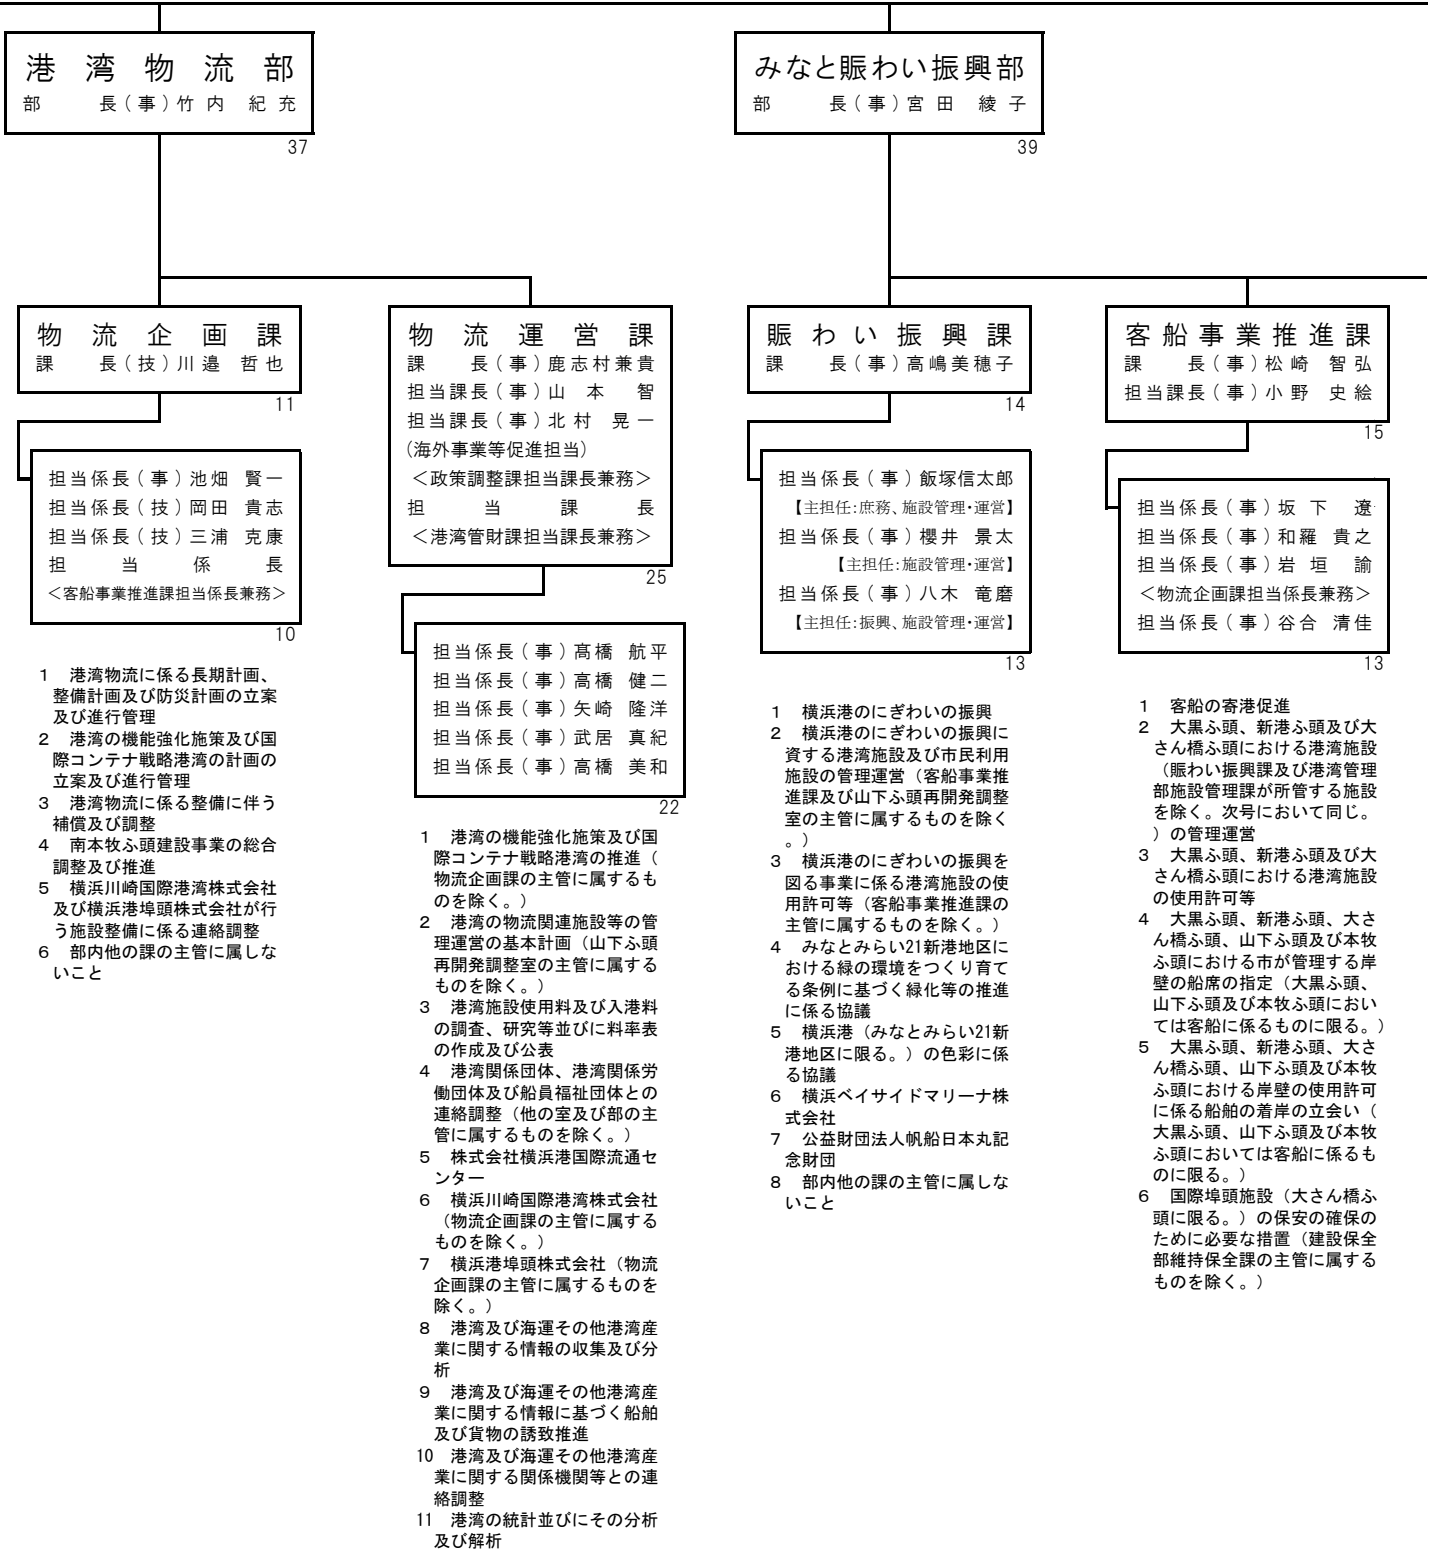 港湾物流部
部長(事)竹内 紀充
37
みなと賑わい振興部
部長(事)宮田 綾子
39
物流企画課
課長(技)川邉 哲也
11
担当係長(事)池畑 賢一
担当係長(技)岡田 貴志
担当係長(技)三浦 克康
担当係長
＜客船事業推進課担当係長兼務＞
10
1 港湾物流に係る長期計画、
整備計画及び防災計画の立案
及び進行管理
2 港湾の機能強化施策及び国
際コンテナ戦略港湾の計画の
立案及び進行管理
3 港湾物流に係る整備に伴う
補償及び調整
4 南本牧ふ頭建設事業の総合
調整及び推進
5 横浜川崎国際港湾株式会社
及び横浜港埠頭株式会社が行
う施設整備に係る連絡調整
6 部内他の課の主管に属しな
いこと
物流運営課
課長(事)鹿志村兼貴
担当課長(事)山本 智
担当課長(事)北村 晃一
(海外事業等促進担当)
＜政策調整課担当課長兼務＞
担当課長
＜港湾管財課担当課長兼務＞
25
担当係長(事)髙橋 航平
担当係長(事)高橋 健二
担当係長(事)矢崎 隆洋
担当係長(事)武居 真紀
担当係長(事)高橋 美和
22
1 港湾の機能強化施策及び国
際コンテナ戦略港湾の推進（
物流企画課の主管に属するも
のを除く。）
2 港湾の物流関連施設等の管
理運営の基本計画（山下ふ頭
再開発調整室の主管に属する
ものを除く。）
3 港湾施設使用料及び入港料
の調査、研究等並びに料率表
の作成及び公表
4 港湾関係団体、港湾関係労
働団体及び船員福祉団体との
連絡調整（他の室及び部の主
管に属するものを除く。）
5 株式会社横浜港国際流通セ
ンター
6 横浜川崎国際港湾株式会社
（物流企画課の主管に属する
ものを除く。）
7 横浜港埠頭株式会社（物流
企画課の主管に属するものを
除く。）
8 港湾及び海運その他港湾産
業に関する情報の収集及び分
析
9 港湾及び海運その他港湾産
業に関する情報に基づく船舶
及び貨物の誘致推進
10 港湾及び海運その他港湾産
業に関する関係機関等との連
絡調整
11 港湾の統計並びにその分析
及び解析
賑わい振興課
課長(事)高嶋美穂子
14
担当係長(事)飯塚信太郎
【主担任:庶務、施設管理・運営】
担当係長(事)櫻井 景太
【主担任:施設管理・運営】
担当係長(事)八木 竜磨
【主担任:振興、施設管理・運営】
13
1 横浜港のにぎわいの振興
2 横浜港のにぎわいの振興に
資する港湾施設及び市民利用
施設の管理運営（客船事業推
進課及び山下ふ頭再開発調整
室の主管に属するものを除く
。）
3 横浜港のにぎわいの振興を
図る事業に係る港湾施設の使
用許可等（客船事業推進課の
主管に属するものを除く。）
4 みなとみらい21新港地区に
おける緑の環境をつくり育て
る条例に基づく緑化等の推進
に係る協議
5 横浜港（みなとみらい21新
港地区に限る。）の色彩に係
る協議
6 横浜ベイサイドマリーナ株
式会社
7 公益財団法人帆船日本丸記
念財団
8 部内他の課の主管に属しな
いこと
客船事業推進課
課長(事)松崎 智弘
担当課長(事)小野 史絵
15
担当係長(事)坂下 遼
担当係長(事)和羅 貴之
担当係長(事)岩垣 諭
＜物流企画課担当係長兼務＞
担当係長(事)谷合 清佳
13
1 客船の寄港促進
2 大黒ふ頭、新港ふ頭及び大
さん橋ふ頭における港湾施設
（賑わい振興課及び港湾管理
部施設管理課が所管する施設
を除く。次号において同じ。
）の管理運営
3 大黒ふ頭、新港ふ頭及び大
さん橋ふ頭における港湾施設
の使用許可等
4 大黒ふ頭、新港ふ頭、大さ
ん橋ふ頭、山下ふ頭及び本牧
ふ頭における市が管理する岸
壁の船席の指定（大黒ふ頭、
山下ふ頭及び本牧ふ頭におい
ては客船に係るものに限る。）
5 大黒ふ頭、新港ふ頭、大さ
ん橋ふ頭、山下ふ頭及び本牧
ふ頭における岸壁の使用許可
に係る船舶の着岸の立会い（
大黒ふ頭、山下ふ頭及び本牧
ふ頭においては客船に係るも
のに限る。）
6 国際埠頭施設（大さん橋ふ
頭に限る。）の保安の確保の
ために必要な措置（建設保全
部維持保全課の主管に属する
ものを除く。）